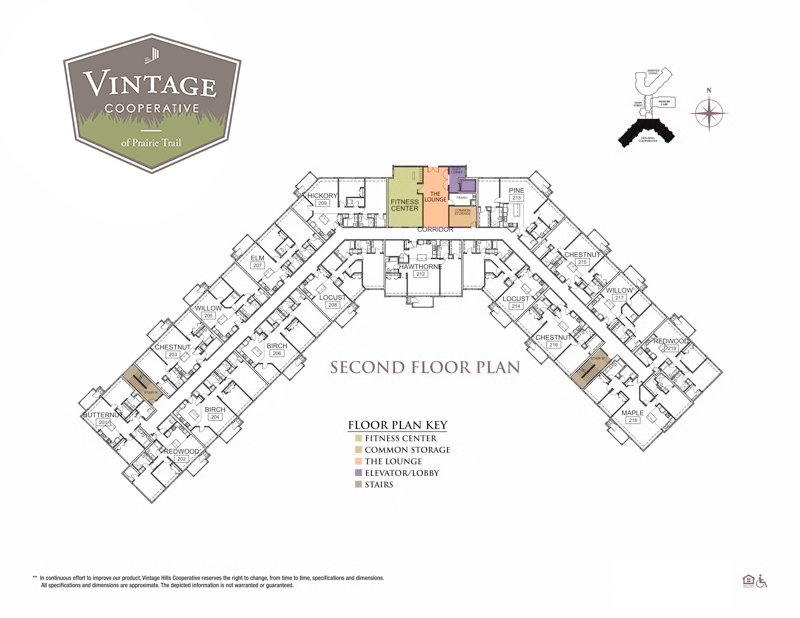 VINTAGE
COOPERATIVE
of Prairie Trail
N
HICKORY
209
FITNESS
CENTER
THE
LOUNGE
COMMON
STORAGE
PINE
213
CORRIDOR
ELM
207
HAWTHORNE
212
CHESTNUT
215
WILLOW
205
LOCUST
LOCUST
214
WILLOW
217
CHESTNUT
203
BIRCH
206
CHESTNUT
216
REDWOOD
BUTTERNUT
201
BIRCH
204
MAPLE
218
REDWOOD
202
SECOND FLOOR PLAN
FLOOR PLAN KEY
FITNESS CENTER
COMMON STORAGE
THE LOUNGE
ELEVATOR/LOBBY
STAIRS
** In continuous effort to improve our product, Vintage Hills Cooperative reserves the right to change, from time to time, specifications and dimensions.
All specifications and dimensions are approximate. The depicted information is not warranted or guaranteed.